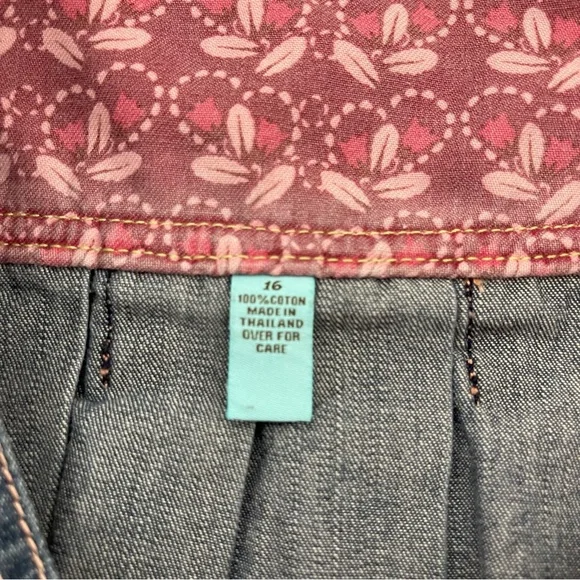 16
100%COTON
MADE IN
THAILAND
OVER FOR
CARE